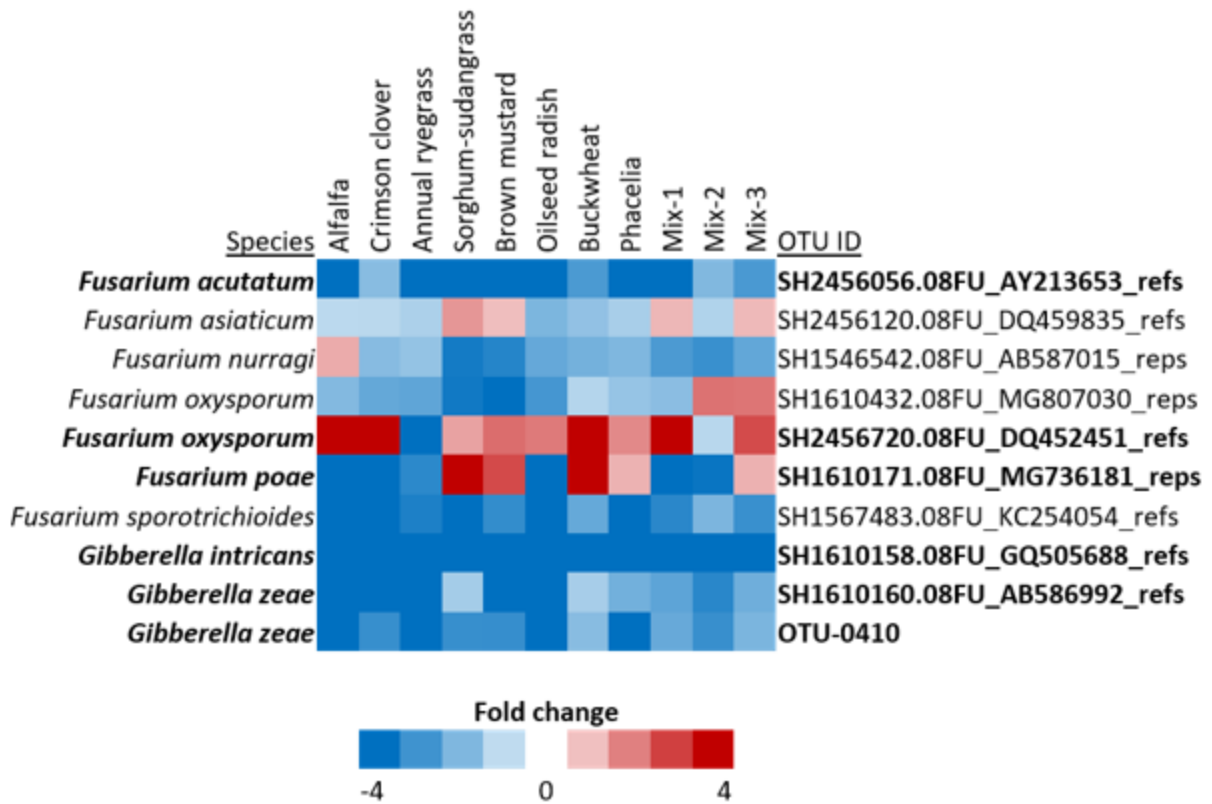 Alfalfa
Crimson clover
Annual ryegrass
Sorghum-sudangrass
Brown mustard
Oilseed radish
Buckwheat
Phacelia
Mix-1
Mix-2
Mix-3
Species OTU ID
Fusarium acutatum SH2456056.08FU_AY213653_refs
Fusarium asiaticum SH2456120.08FU_DQ459835_refs
Fusarium nurragi SH1546542.08FU_AB587015_reps
Fusarium oxysporum SH1610432.08FU_MG807030_reps
Fusarium oxysporum SH2456720.08FU_DQ452451_refs
Fusarium poae SH1610171.08FU_MG736181_reps
Fusarium sporotrichioides SH1567483.08FU_KC254054_refs
Gibberella intricans SH1610158.08FU_GQ505688_refs
Gibberella zeae SH1610160.08FU_AB586992_refs
Gibberella zeae OTU-0410
Fold change
-4 0 4